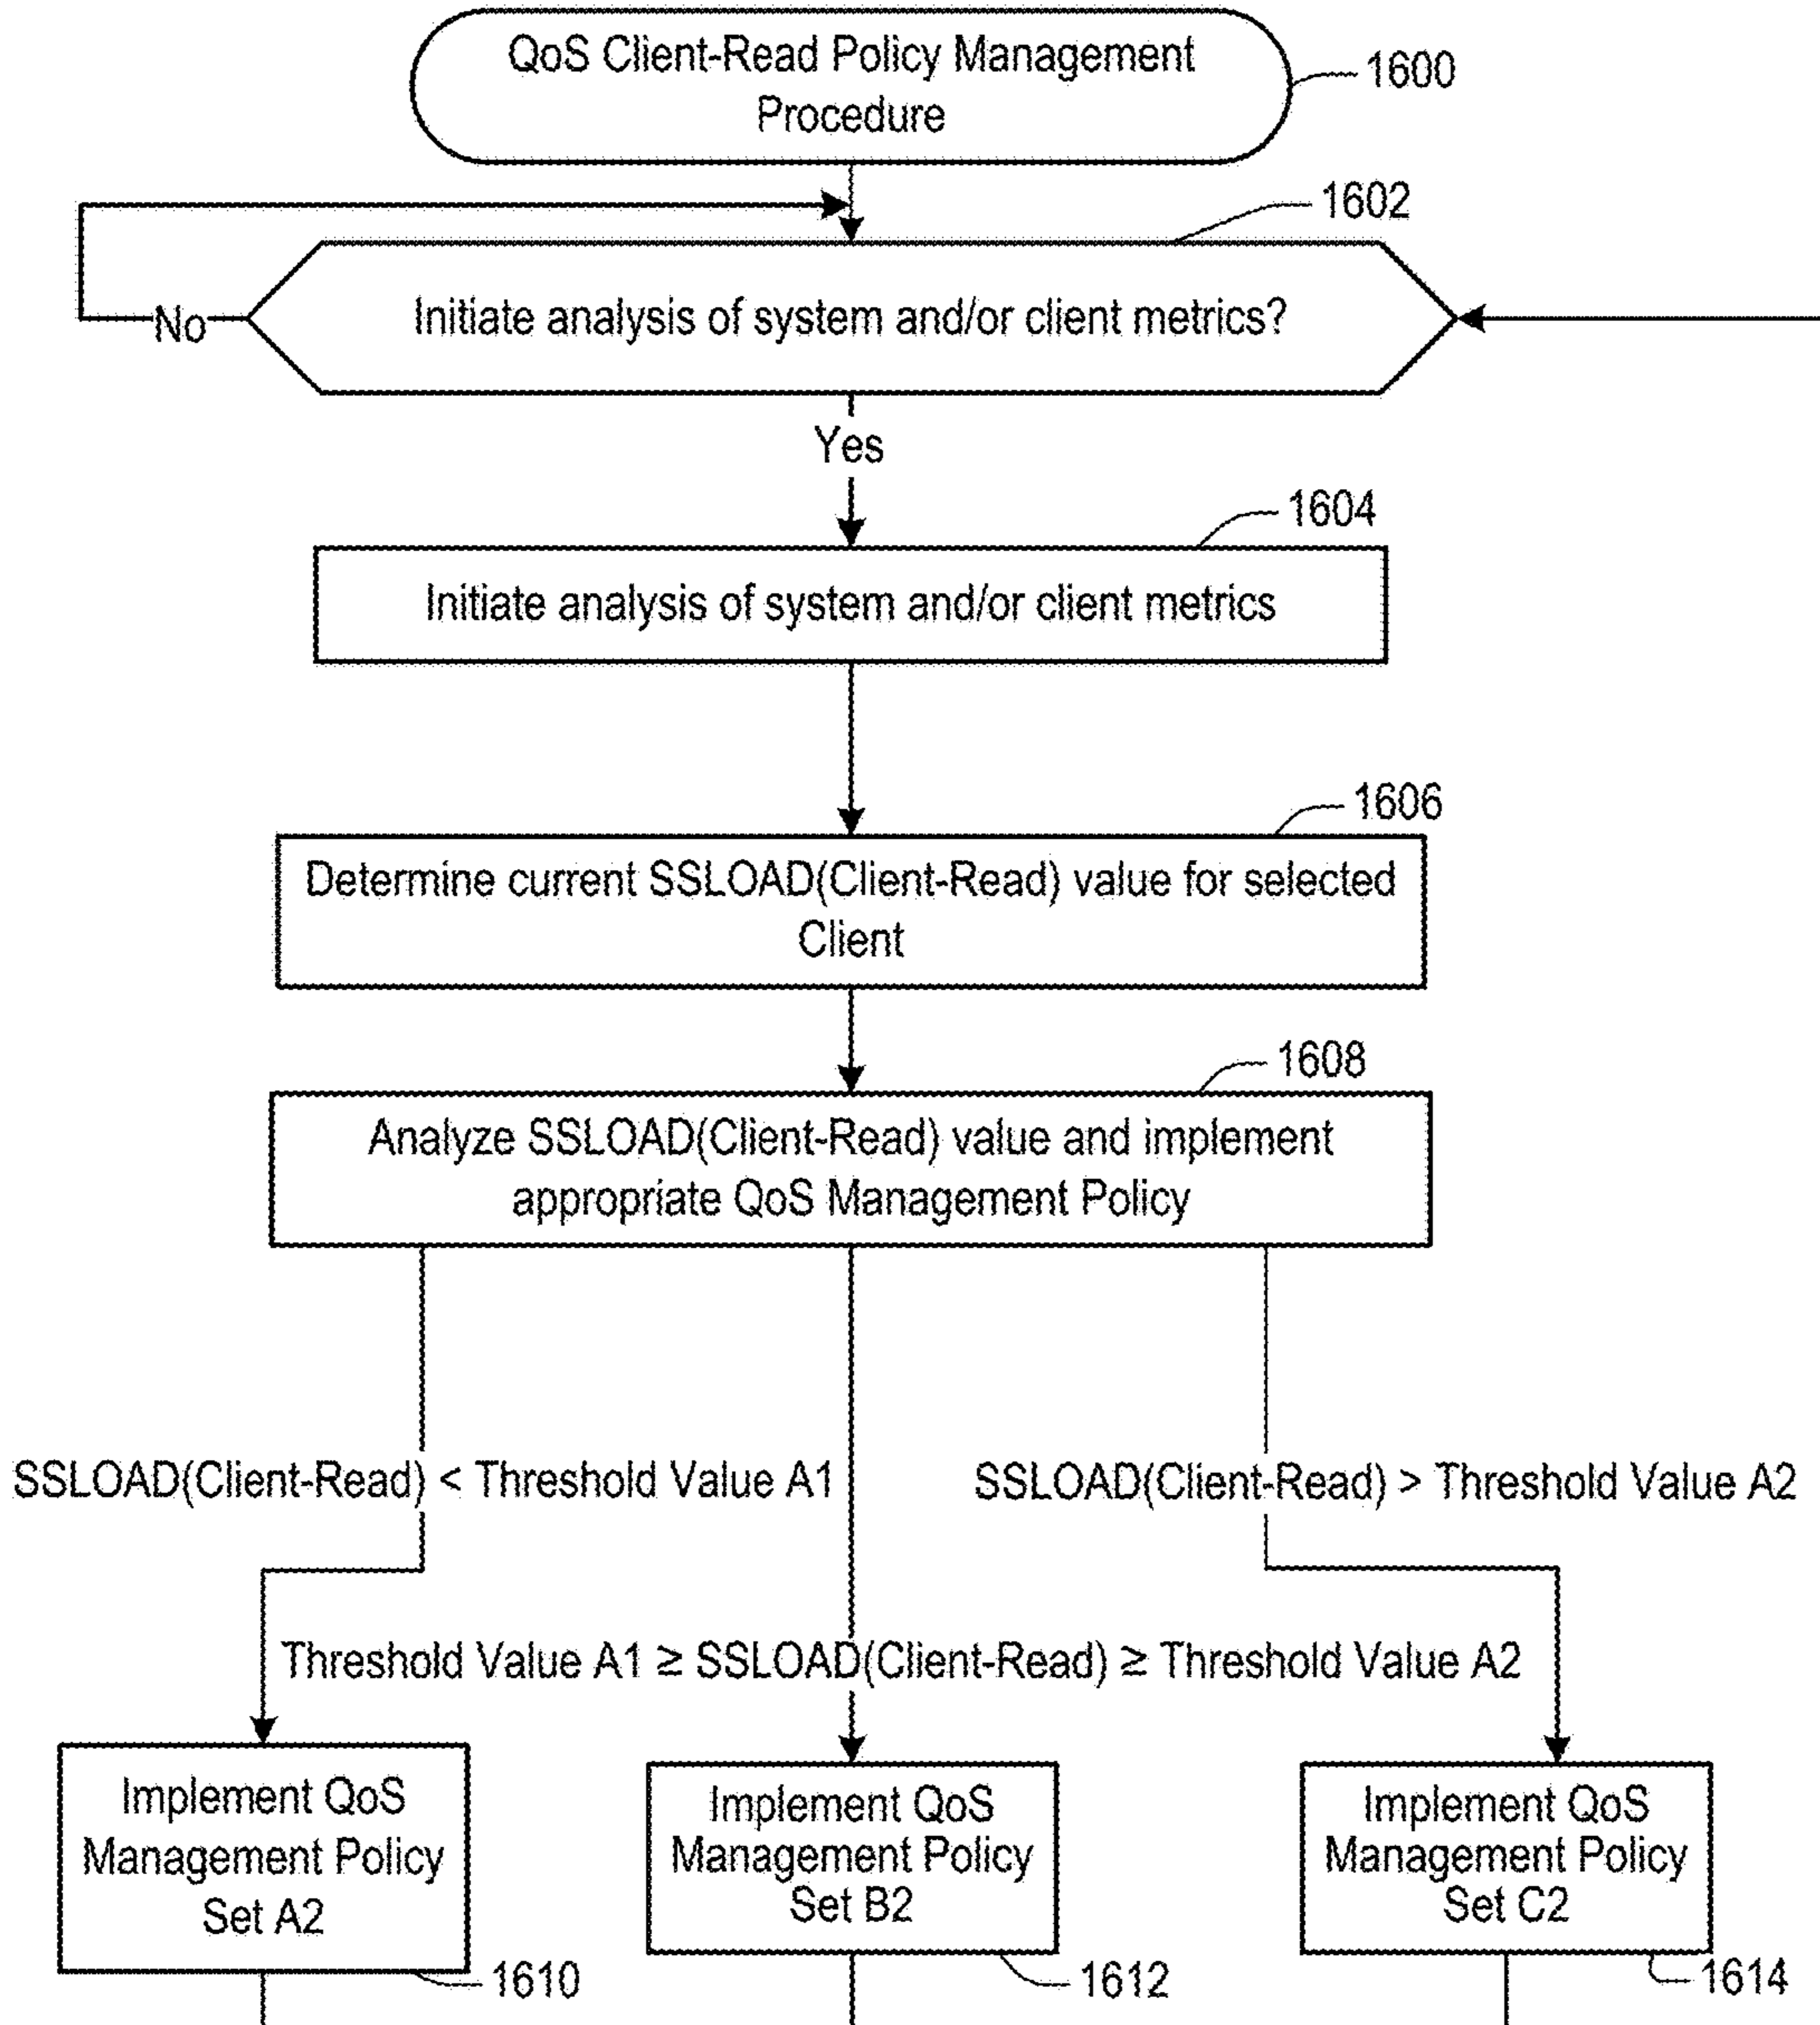 QoS Client-Read Policy Management
Procedure
1600
1602
Initiate analysis of system and/or client metrics?
No
Yes
1604
Initiate analysis of system and/or client metrics
1606
Determine current SSLOAD(Client-Read) value for selected
Client
1608
Analyze SSLOAD(Client-Read) value and implement
appropriate QoS Management Policy
SSLOAD(Client-Read) < Threshold Value A1
SSLOAD(Client-Read) > Threshold Value A2
Threshold Value A1 ≥ SSLOAD(Client-Read) ≥ Threshold Value A2
Implement QoS
Management Policy
Set A2
1610
Implement QoS
Management Policy
Set B2
1612
Implement QoS
Management Policy
Set C2
1614